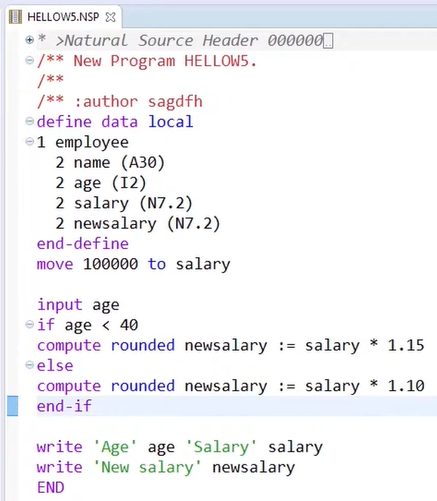 HELLOW5.NSP
* >Natural Source Header 000000
/** New Program HELLOW5.
/**
/** :author sagdfh
define data local
1 employee
2 name (A30)
2 age (I2)
2 salary (N7.2)
2 newsalary (N7.2)
end-define
move 100000 to salary
input age
if age < 40
compute rounded newsalary := salary * 1.15
else
compute rounded newsalary := salary * 1.10
end-if
write 'Age' age 'Salary' salary
write 'New salary' newsalary
END